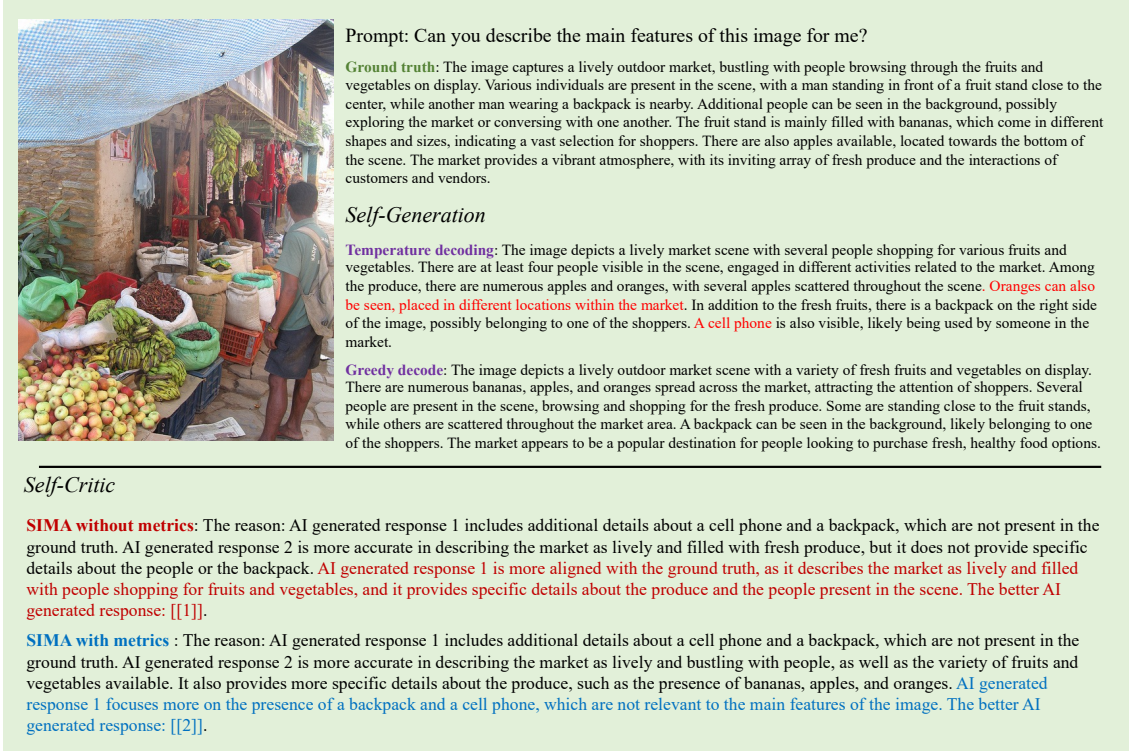 Prompt: Can you describe the main features of this image for me?
Ground truth: The image captures a lively outdoor market, bustling with people browsing through the fruits and
vegetables on display. Various individuals are present in the scene, with a man standing in front of a fruit stand close to the
center, while another man wearing a backpack is nearby. Additional people can be seen in the background, possibly
exploring the market or conversing with one another. The fruit stand is mainly filled with bananas, which come in different
shapes and sizes, indicating a vast selection for shoppers. There are also apples available, located towards the bottom of
the scene. The market provides a vibrant atmosphere, with its inviting array of fresh produce and the interactions of
customers and vendors.
Self-Generation
Temperature decoding: The image depicts a lively market scene with several people shopping for various fruits and
vegetables. There are at least four people visible in the scene, engaged in different activities related to the market. Among
the produce, there are numerous apples and oranges, with several apples scattered throughout the scene. Oranges can also
be seen, placed in different locations within the market. In addition to the fresh fruits, there is a backpack on the right side
of the image, possibly belonging to one of the shoppers. A cell phone is also visible, likely being used by someone in the
market.
Greedy decode: The image depicts a lively outdoor market scene with a variety of fresh fruits and vegetables on display.
There are numerous bananas, apples, and oranges spread across the market, attracting the attention of shoppers. Several
people are present in the scene, browsing and shopping for the fresh produce. Some are standing close to the fruit stands,
while others are scattered throughout the market area. A backpack can be seen in the background, likely belonging to one
of the shoppers. The market appears to be a popular destination for people looking to purchase fresh, healthy food options.
Self-Critic
SIMA without metrics: The reason: AI generated response 1 includes additional details about a cell phone and a backpack, which are not present in the
ground truth. AI generated response 2 is more accurate in describing the market as lively and filled with fresh produce, but it does not provide specific
details about the people or the backpack. AI generated response 1 is more aligned with the ground truth, as it describes the market as lively and filled
with people shopping for fruits and vegetables, and it provides specific details about the produce and the people present in the scene. The better AI
generated response: [[1]].
SIMA with metrics : The reason: AI generated response 1 includes additional details about a cell phone and a backpack, which are not present in the
ground truth. AI generated response 2 is more accurate in describing the market as lively and bustling with people, as well as the variety of fruits and
vegetables available. It also provides more specific details about the produce, such as the presence of bananas, apples, and oranges. AI generated
response 1 focuses more on the presence of a backpack and a cell phone, which are not relevant to the main features of the image. The better AI
generated response: [[2]].